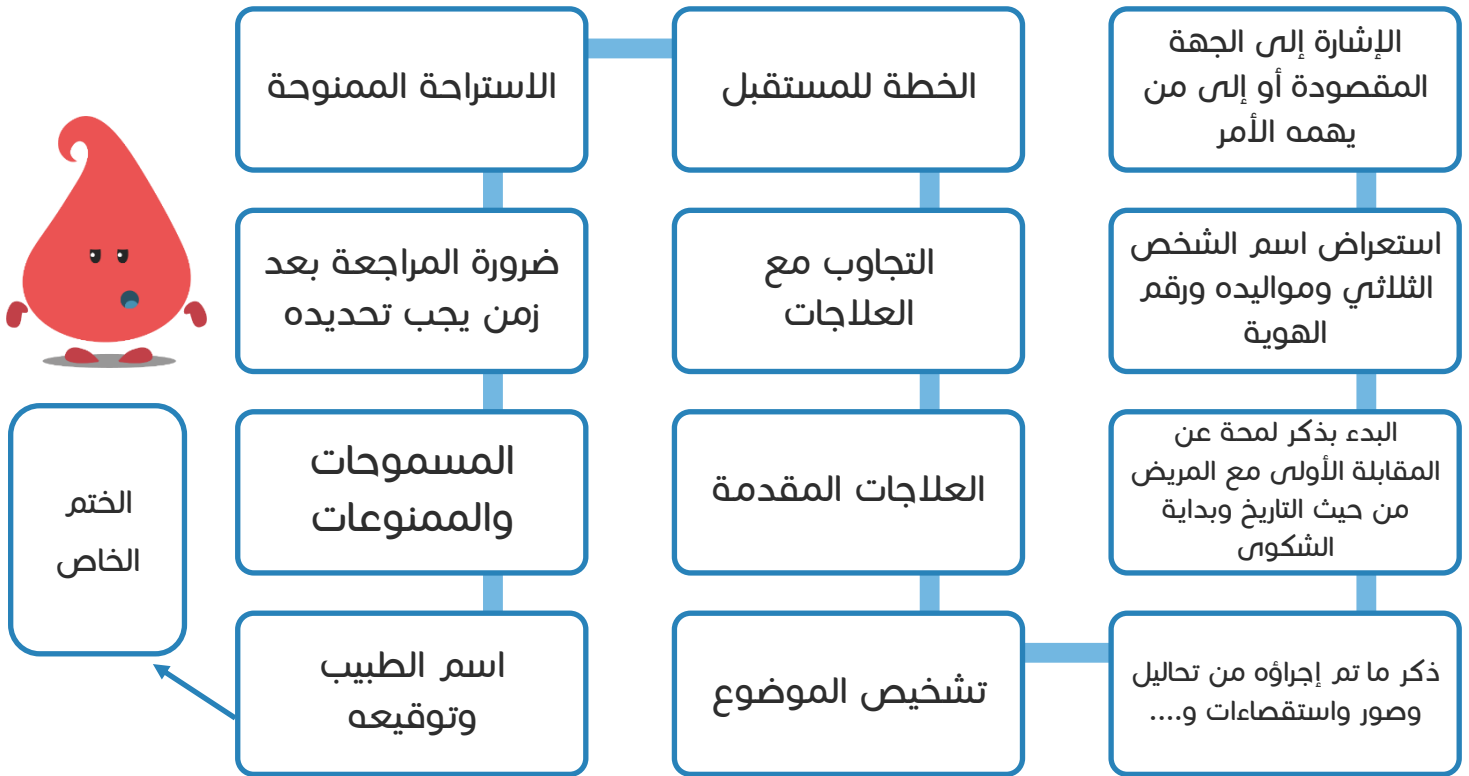 الإشارة إلى الجهة
المقصودة أو إلى من
يهمه الأمر
استعراض اسم الشخص
الثلاثي ومواليده ورقم
الهوية
البدء بذكر لمحة عن
المقابلة الأولى مع المريض
من حيث التاريخ وبداية
الشكوى
ذكر ما تم إجراؤه من تحاليل
وصور واستقصاءات و....
تشخيص الموضوع
العلاجات المقدمة
التجاوب مع
العلاجات
الخطة للمستقبل
الاستراحة الممنوحة
ضرورة المراجعة بعد
زمن يجب تحديده
المسموحات
والممنوعات
اسم الطبيب
وتوقيعه
الختم
الخاص